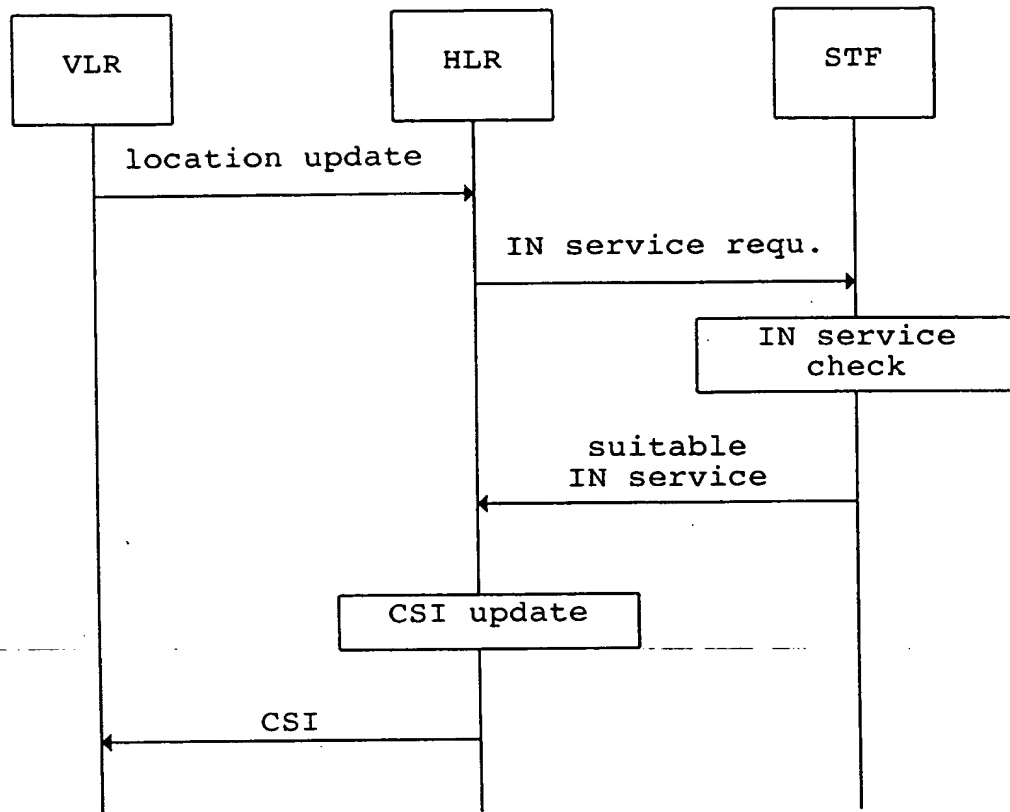 VLR
HLR
STF
location update
IN service requ.
IN service
check
suitable
IN service
CSI update
CSI